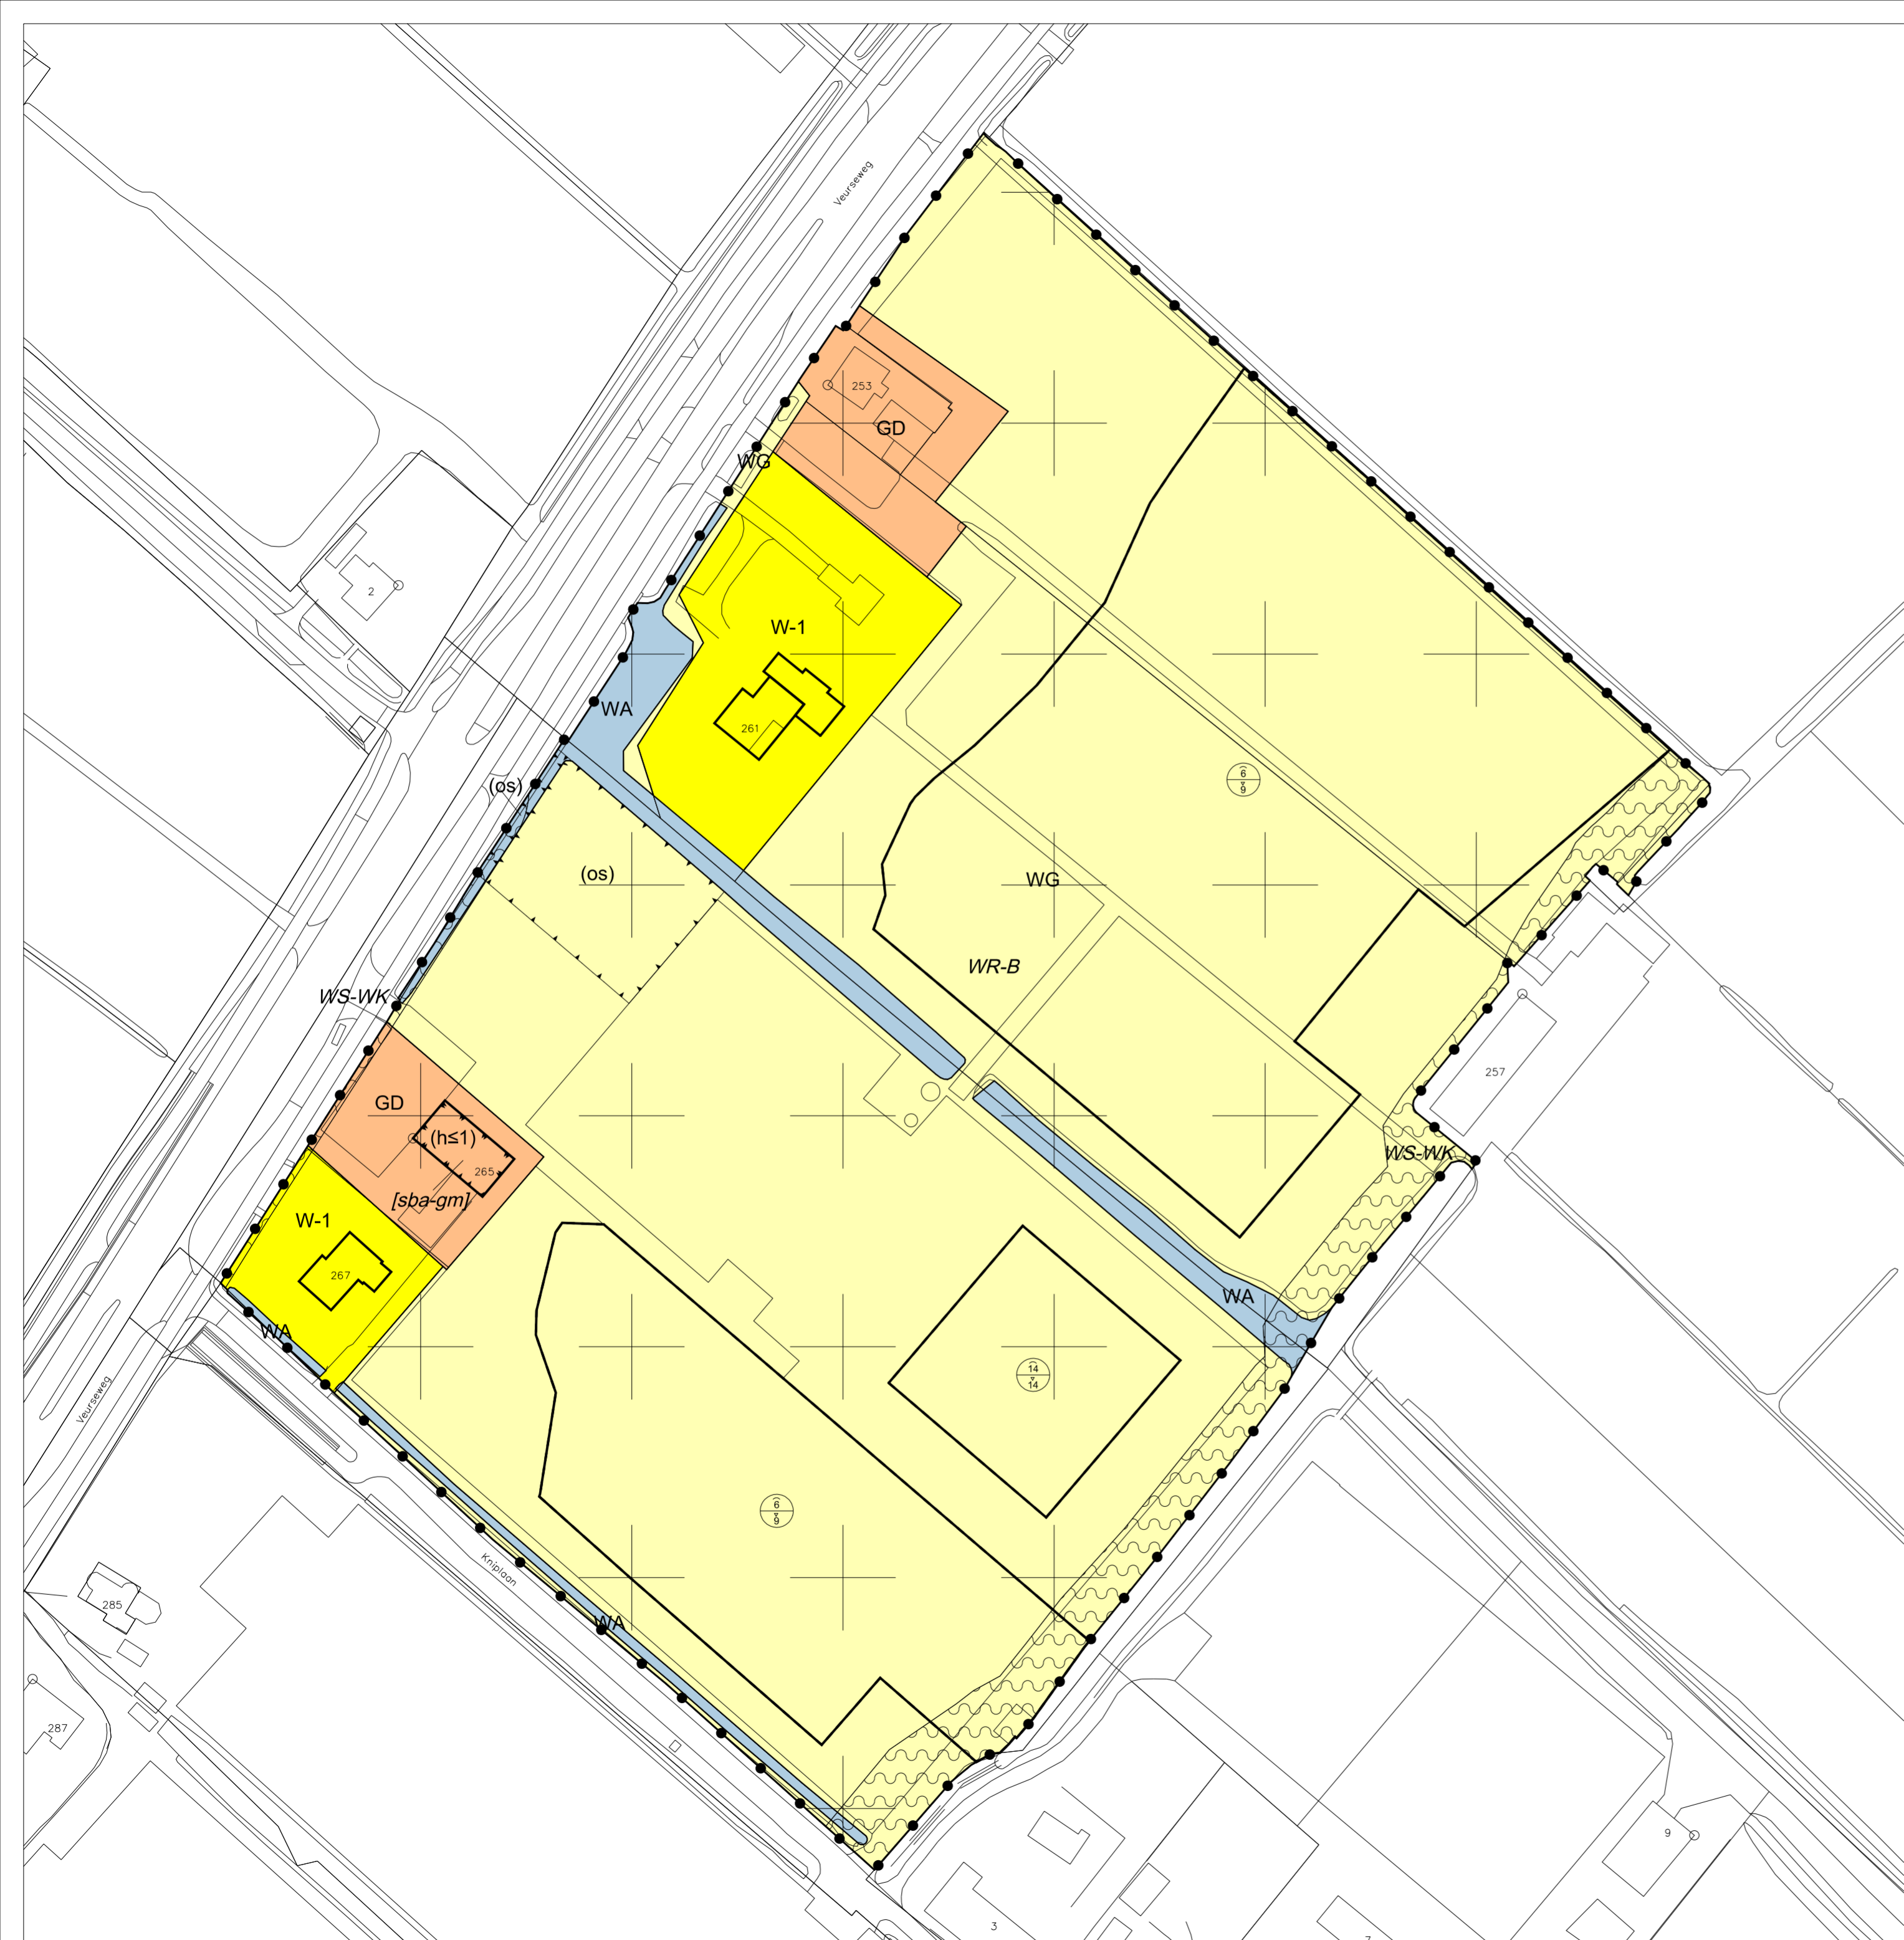 Veurseweg
253
GD
WG
2
W-1
WA
261
(os)
6
9
(os)
WG
WR-B
WS-WK
257
GD
(h≤1)
265
WS-WK
[sba-gm]
W-1
267
WA
WA
14
14
Veurseweg
6
9
Kniplaan
285
WA
287
9
3
7